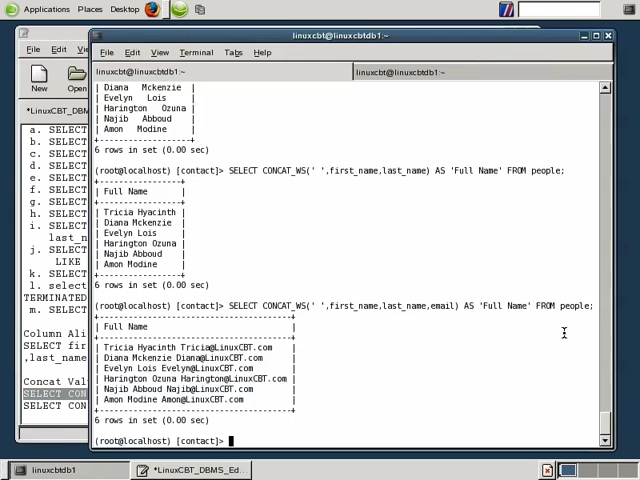 Applications Places Desktop
linuxcbt@linuxcbtdb1:~
File Edit Vi
File Edit View Terminal Tabs Help
New Open
linuxcbt@linuxcbtdb1:~ linuxcbt@linuxcbtdb1:~
*LinuxCBT_DBM
a. SELECT
b. SELECT
c. SELECT
d. SELECT
e. SELECT
f. SELECT
g. SELECT
h. SELECT
i. SELECT
last_n
j. SELECT
LIKE
k. SELECT
l. select
TERMINATED
m. SELECT
Column Ali
SELECT fir
,last_name
Concat Val
SELECT CON
SELECT CON
| Diana   Mckenzie   |
| Evelyn   Lois      |
| Harington   Ozuna  |
| Najib   Abboud     |
| Amon   Modine      |
+--------------------+
6 rows in set (0.00 sec)
(root@localhost) [contact]> SELECT CONCAT_WS(' ',first_name,last_name) AS 'Full Name' FROM people;
+-----------------+
| Full Name       |
+-----------------+
| Tricia Hyacinth |
| Diana Mckenzie  |
| Evelyn Lois     |
| Harington Ozuna |
| Najib Abboud    |
| Amon Modine     |
+-----------------+
6 rows in set (0.00 sec)
(root@localhost) [contact]> SELECT CONCAT_WS(' ',first_name,last_name,email) AS 'Full Name' FROM people;
+----------------------------------------+
| Full Name                              |
+----------------------------------------+
| Tricia Hyacinth Tricia@LinuxCBT.com    |
| Diana Mckenzie Diana@LinuxCBT.com      |
| Evelyn Lois Evelyn@LinuxCBT.com        |
| Harington Ozuna Harington@LinuxCBT.com |
| Najib Abboud Najib@LinuxCBT.com        |
| Amon Modine Amon@LinuxCBT.com          |
+----------------------------------------+
6 rows in set (0.00 sec)
(root@localhost) [contact]>
linuxcbtdb1 *LinuxCBT_DBMS_Ed...